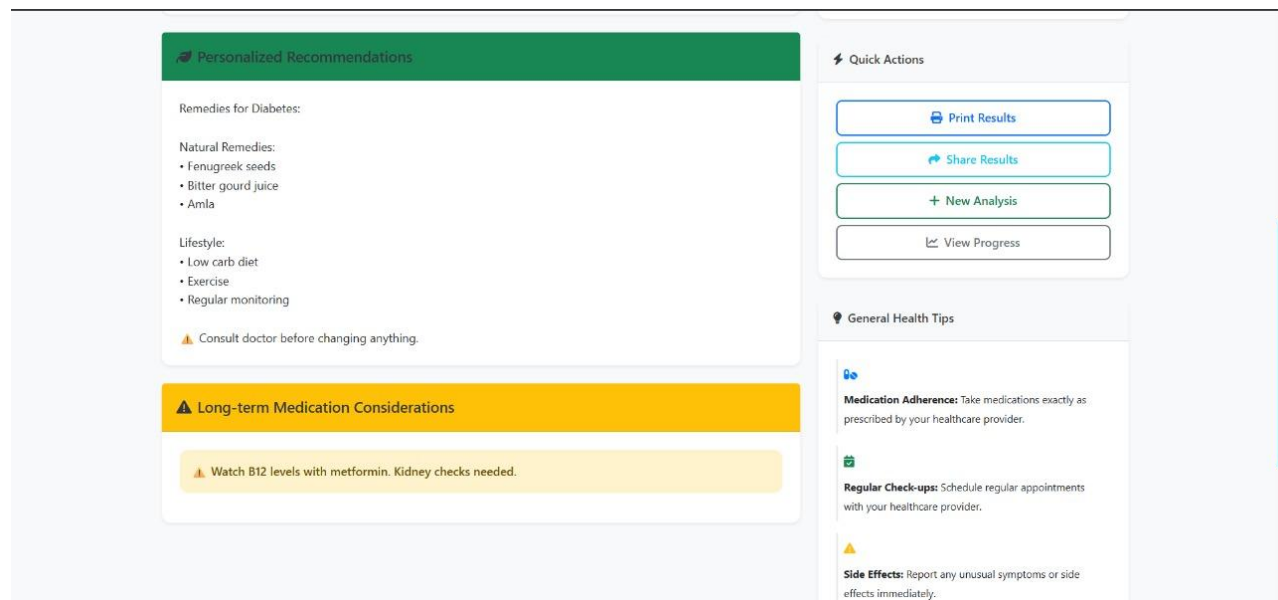 Personalized Recommendations
Remedies for Diabetes:
Natural Remedies:
• Fenugreek seeds
• Bitter gourd juice
• Amla
Lifestyle:
• Low carb diet
• Exercise
• Regular monitoring
⚠ Consult doctor before changing anything.
Long-term Medication Considerations
⚠ Watch B12 levels with metformin. Kidney checks needed.
Quick Actions
Print Results
Share Results
+ New Analysis
View Progress
General Health Tips
Medication Adherence: Take medications exactly as
prescribed by your healthcare provider.
Regular Check-ups: Schedule regular appointments
with your healthcare provider.
Side Effects: Report any unusual symptoms or side
effects immediately.